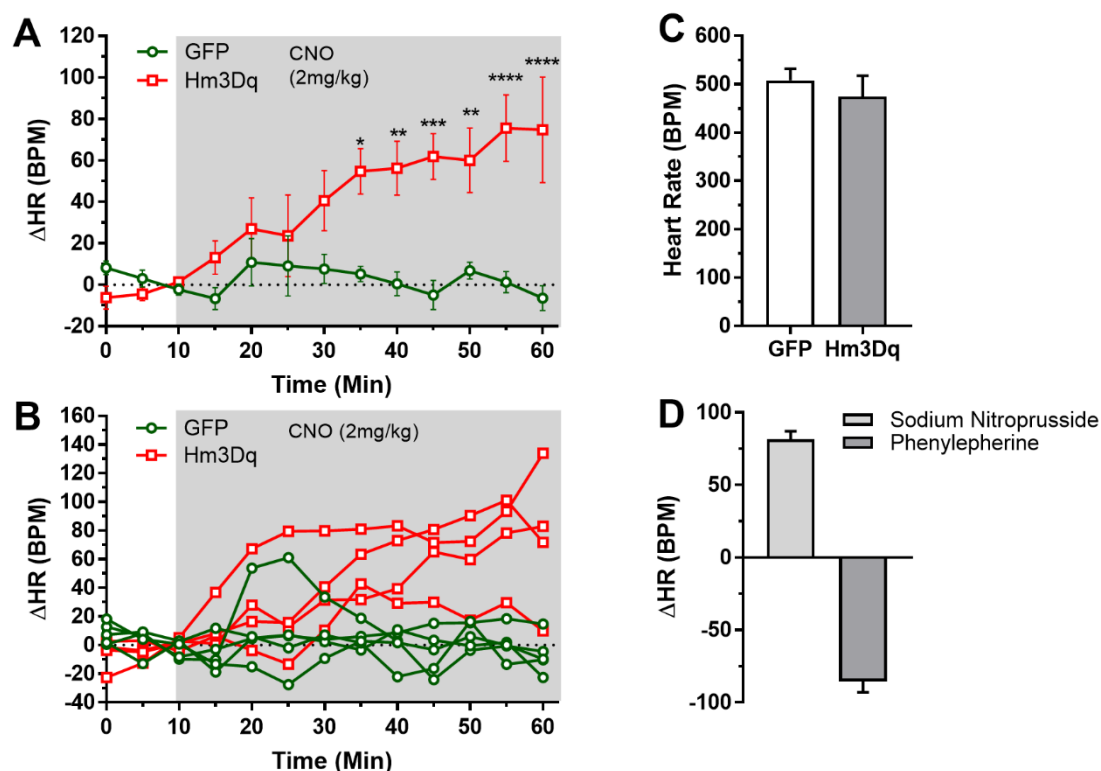 A
120
100
80
60
40
20
0
-20
ΔHR (BPM)
GFP
Hm3Dq
CNO
(2mg/kg)
*
**
***
**
****
****
0 10 20 30 40 50 60
Time (Min)
B
160
140
120
100
80
60
40
20
0
-20
-40
ΔHR (BPM)
GFP
Hm3Dq
CNO (2mg/kg)
0 10 20 30 40 50 60
Time (Min)
C
600
500
400
300
200
100
0
Heart Rate (BPM)
GFP Hm3Dq
D
100
50
0
-50
-100
ΔHR (BPM)
Sodium Nitroprusside
Phenylepherine